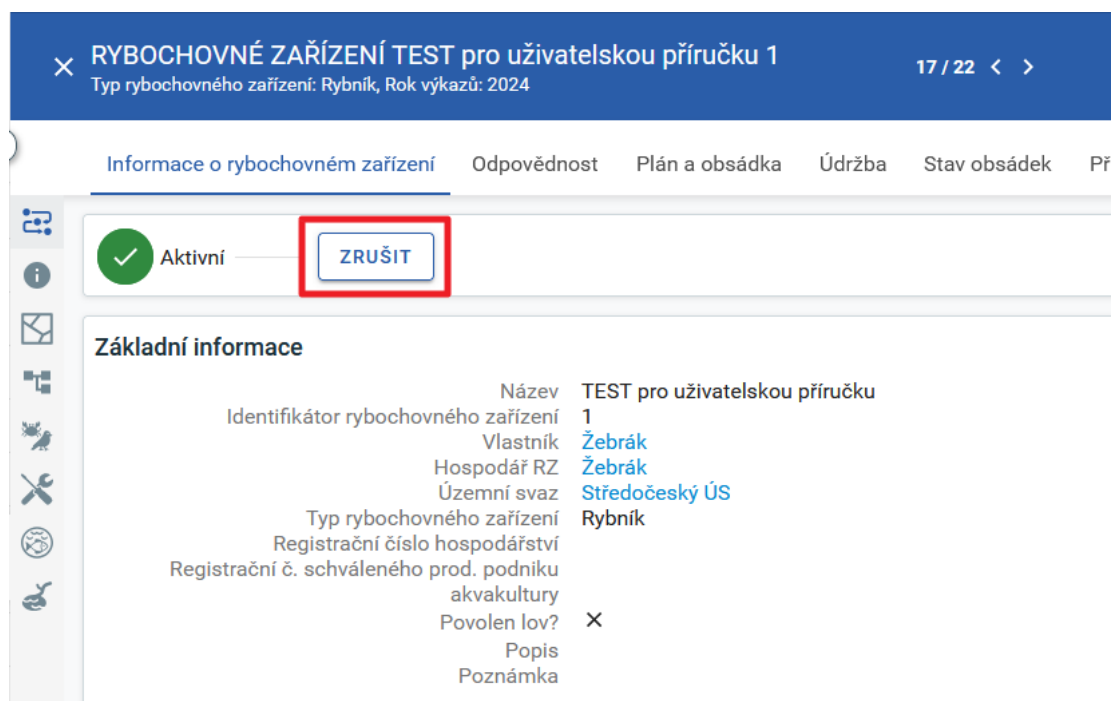 RYBOCHOVNÉ ZAŘÍZENÍ TEST pro uživatelskou příručku 1
Typ rybochovného zařízení: Rybník, Rok výkazů: 2024
17 / 22
Informace o rybochovném zařízení Odpovědnost Plán a obsádka Údržba Stav obsádek Př
Aktivní ZRUŠIT
Základní informace
Název TEST pro uživatelskou příručku
Identifikátor rybochovného zařízení 1
Vlastník Žebrák
Hospodář RZ Žebrák
Územní svaz Středočeský ÚS
Typ rybochovného zařízení Rybník
Registrační číslo hospodářství
Registrační č. schváleného prod. podniku
akvakultury
Povolen lov?
Popis
Poznámka